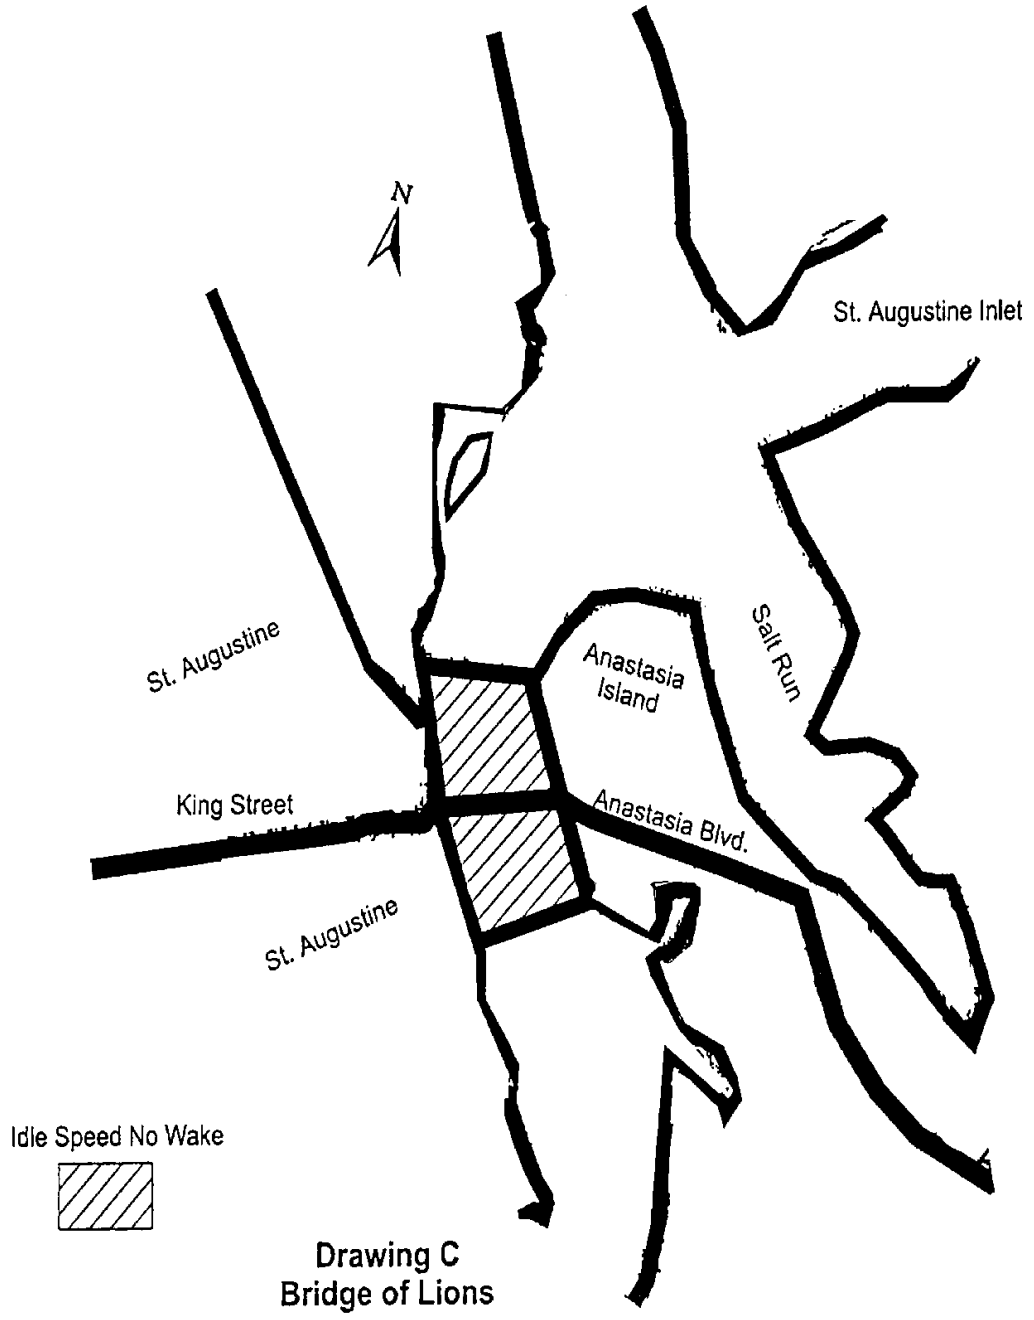 N
St. Augustine Inlet
St. Augustine
Anastasia
Island
Salt Run
King Street
Anastasia Blvd.
St. Augustine
Idle Speed No Wake
Drawing C
Bridge of Lions